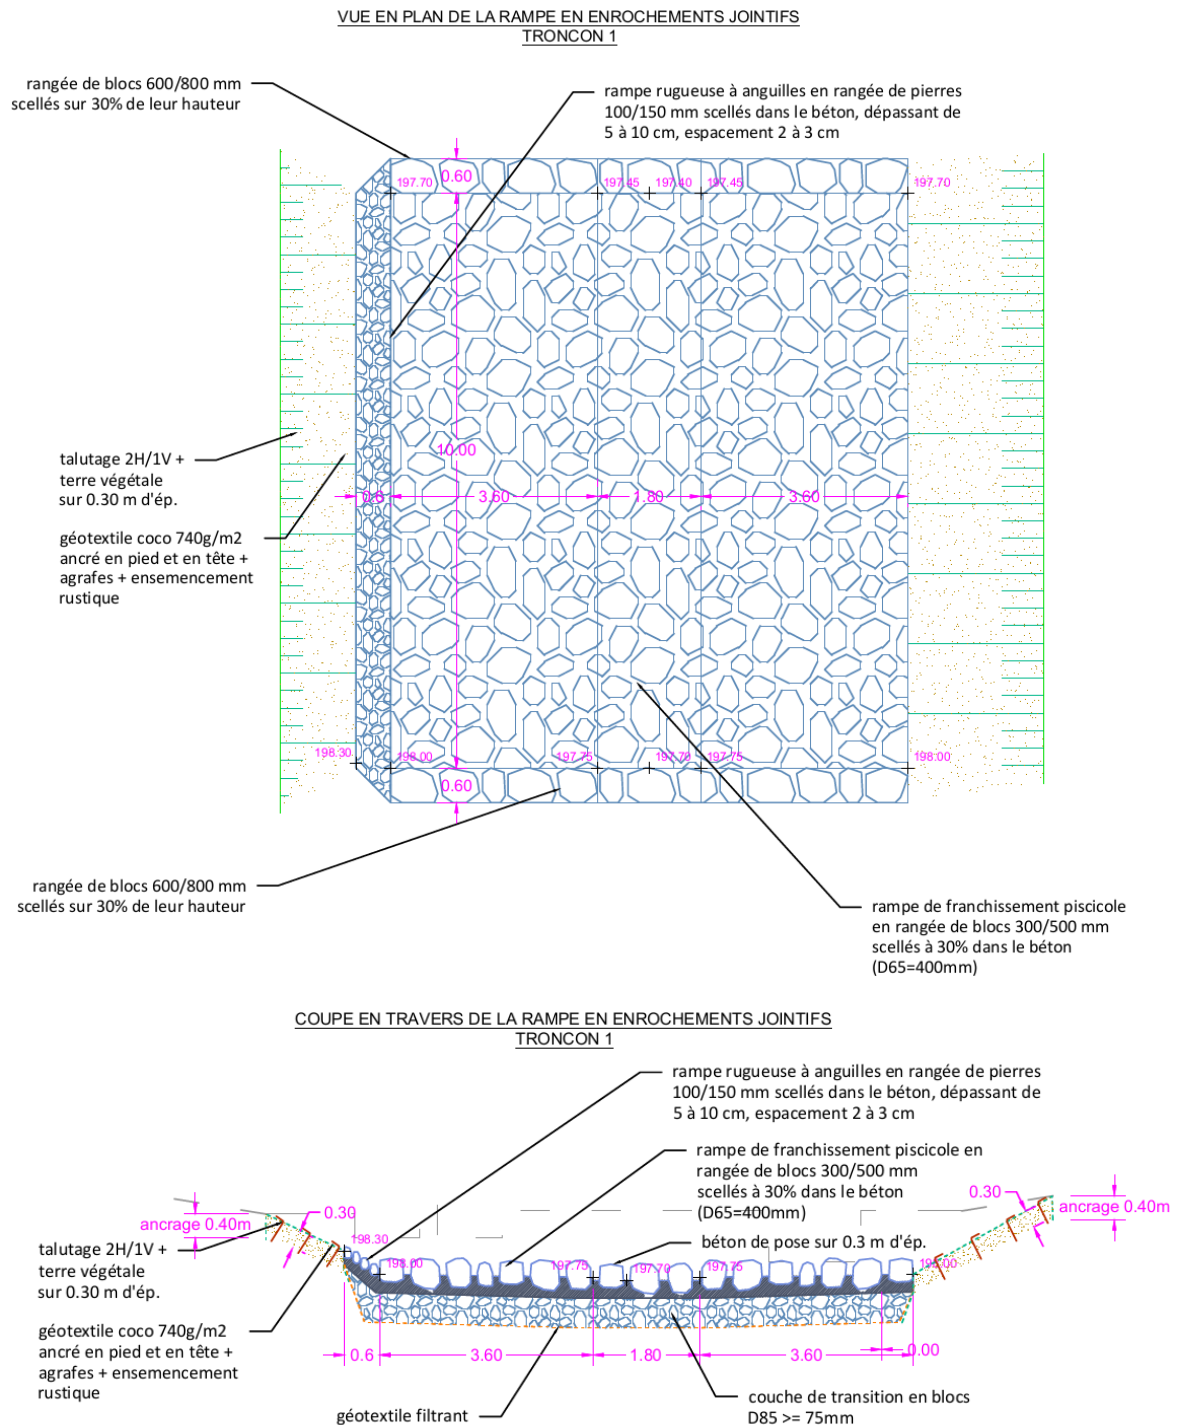 VUE EN PLAN DE LA RAMPE EN ENROCHEMENTS JOINTIFS
TRONCON 1
rangée de blocs 600/800 mm
scellés sur 30% de leur hauteur
rampe rugueuse à anguilles en rangée de pierres
100/150 mm scellés dans le béton, dépassant de
5 à 10 cm, espacement 2 à 3 cm
0.60
197.70
197.45
197.40
197.45
197.70
10.00
talutage 2H/1V +
terre végétale
sur 0.30 m d'ép.
0.6
3.60
1.80
3.60
géotextile coco 740g/m2
ancré en pied et en tête +
agrafes + ensemencement
rustique
198.30
198.00
197.75
197.70
197.75
198.00
0.60
rangée de blocs 600/800 mm
scellés sur 30% de leur hauteur
rampe de franchissement piscicole
en rangée de blocs 300/500 mm
scellés à 30% dans le béton
(D65=400mm)
COUPE EN TRAVERS DE LA RAMPE EN ENROCHEMENTS JOINTIFS
TRONCON 1
rampe rugueuse à anguilles en rangée de pierres
100/150 mm scellés dans le béton, dépassant de
5 à 10 cm, espacement 2 à 3 cm
rampe de franchissement piscicole en
rangée de blocs 300/500 mm
scellés à 30% dans le béton
(D65=400mm)
0.30
ancrage 0.40m
0.30
ancrage 0.40m
198.30
béton de pose sur 0.3 m d'ép.
talutage 2H/1V +
terre végétale
sur 0.30 m d'ép.
198.00
197.75
197.70
197.75
géotextile coco 740g/m2
ancré en pied et en tête +
agrafes + ensemencement
rustique
0.6
3.60
1.80
3.60
0.00
géotextile filtrant
couche de transition en blocs
D85 >= 75mm